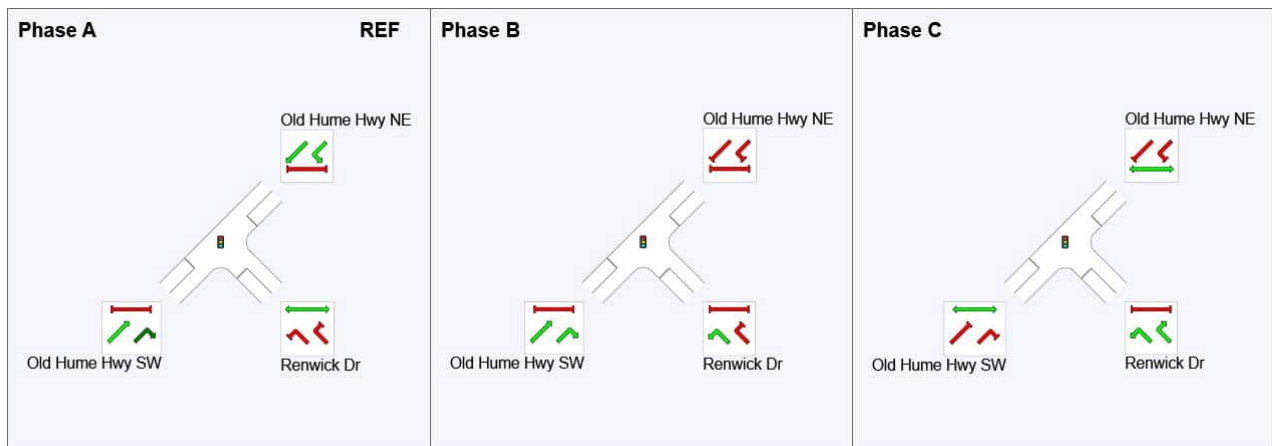 Phase A
REF
Old Hume Hwy NE
Old Hume Hwy SW
Renwick Dr
Phase B
Old Hume Hwy NE
Old Hume Hwy SW
Renwick Dr
Phase C
Old Hume Hwy NE
Old Hume Hwy SW
Renwick Dr